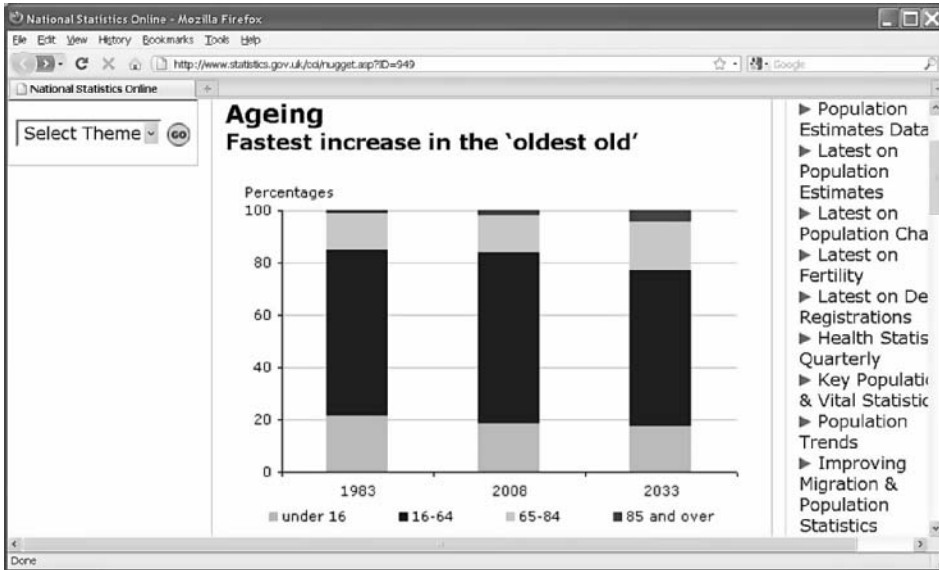 National Statistics Online - Mozilla Firefox
File Edit View History Bookmarks Tools Help
http://www.statistics.gov.uk/cci/nugget.asp?ID=949
Google
National Statistics Online
Select Theme
GO
Ageing
Fastest increase in the ‘oldest old’
Percentages
100
80
60
40
20
0
1983 2008 2033
under 16 16-64 65-84 85 and over
Population
Estimates Data
Latest on
Population
Estimates
Latest on
Population Cha
Latest on
Fertility
Latest on De
Registrations
Health Statis
Quarterly
Key Populatio
& Vital Statistic
Population
Trends
Improving
Migration &
Population
Statistics
Done